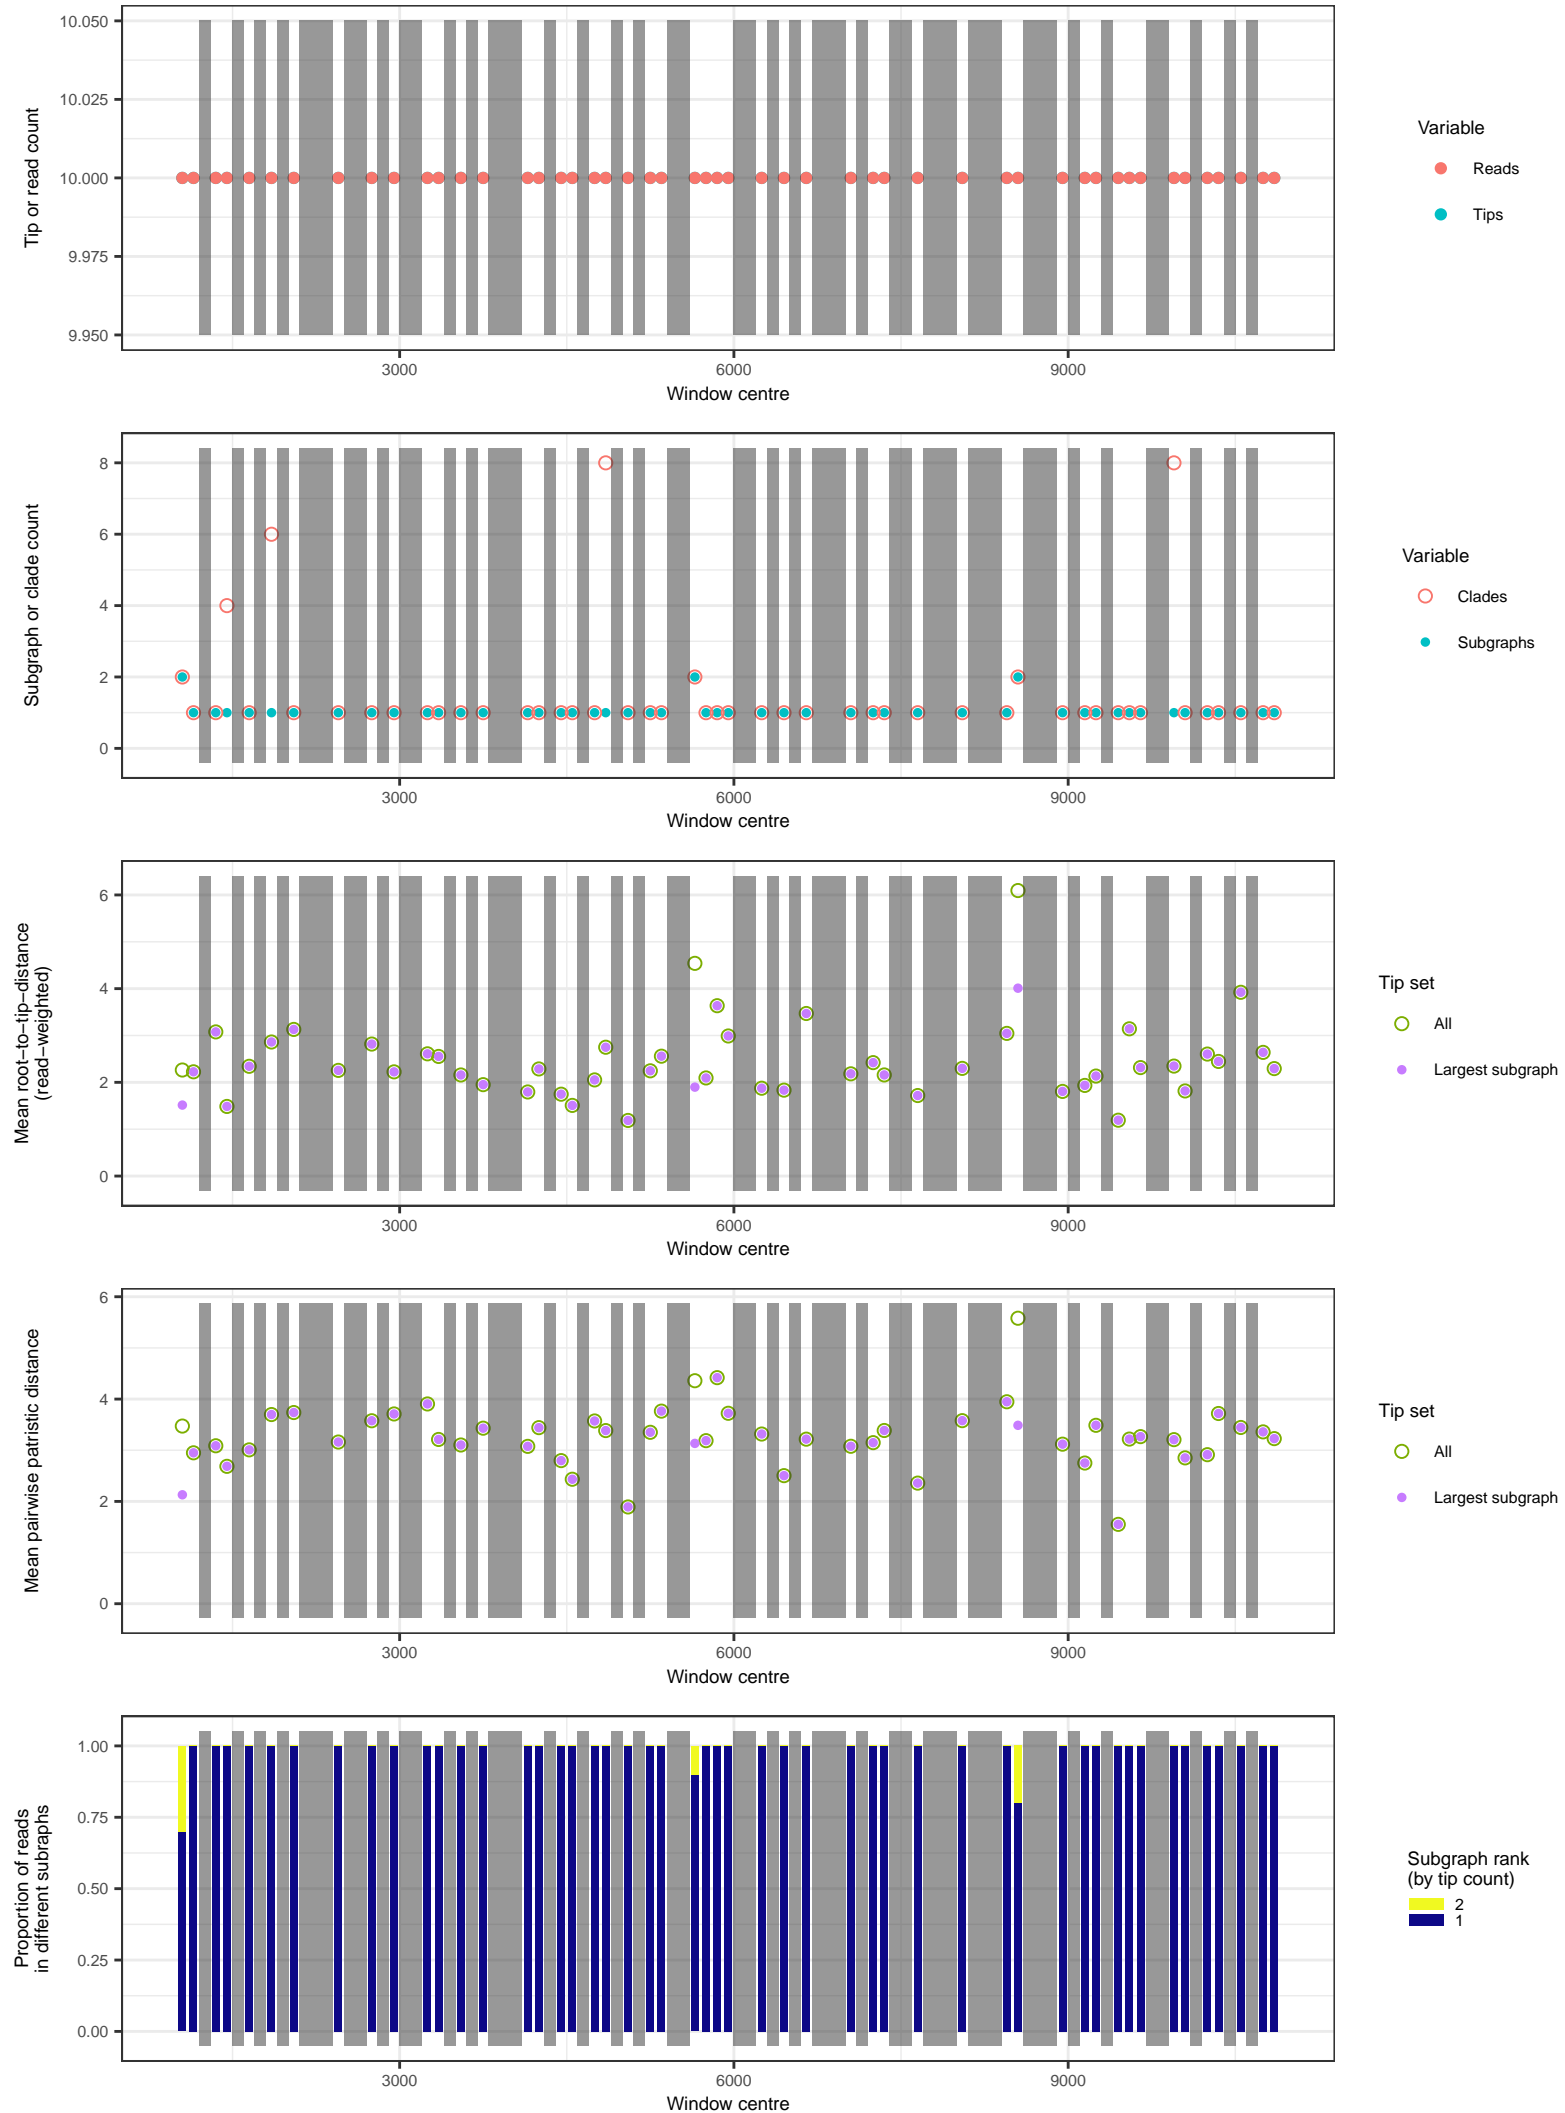 10.050
10.025
10.000
9.975
9.950
Tip or read count
3000
6000
9000
Window centre
Variable
Reads
Tips
8
6
4
2
0
Subgraph or clade count
3000
6000
9000
Window centre
Variable
Clades
Subgraphs
6
4
2
0
Mean root−to−tip−distance
(read−weighted)
3000
6000
9000
Window centre
Tip set
All
Largest subgraph
6
4
2
0
Mean pairwise patristic distance
3000
6000
9000
Window centre
Tip set
All
Largest subgraph
1.00
0.75
0.50
0.25
0.00
Proportion of reads
in different subraphs
3000
6000
9000
Window centre
Subgraph rank
(by tip count)
2
1